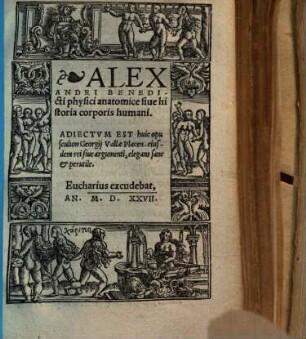 ALEX
ANDRI BENEDI-
cti physici anatomice siue hi
storia corporis humani.
ADIECTVM EST huic opu
sculum Georgij Vallæ Placen. eius-
dem rei siue argumenti, elegans sane
& perutile.
Eucharius excudebat,
AN. M. D. XXVII.
χάριτες